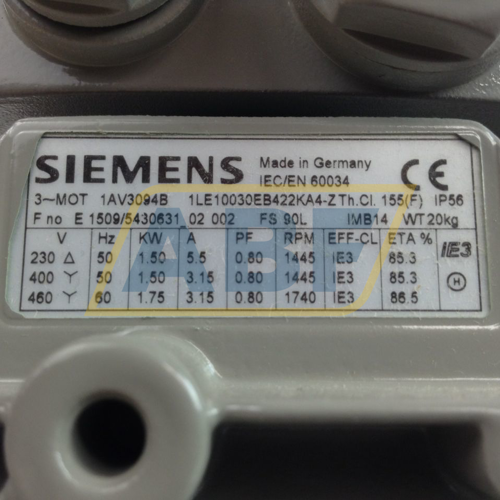 SIEMENS
Made in Germany
IEC/EN 60034
CE
3~MOT 1AV3094B 1LE10030EB422KA4-Z Th.Cl. 155(F) IP56
F no E 1509/5430631 02 002 FS 90L IMB14 WT 20kg
V Hz KW A PF RPM EFF-CL ETA %
230 △ 50 1.50 5.5 0.80 1445 IE3 85.3
400 Y 50 1.50 3.15 0.80 1445 IE3 85.3
460 Y 60 1.75 3.15 0.80 1740 IE3 86.5
IE3
H
ABF